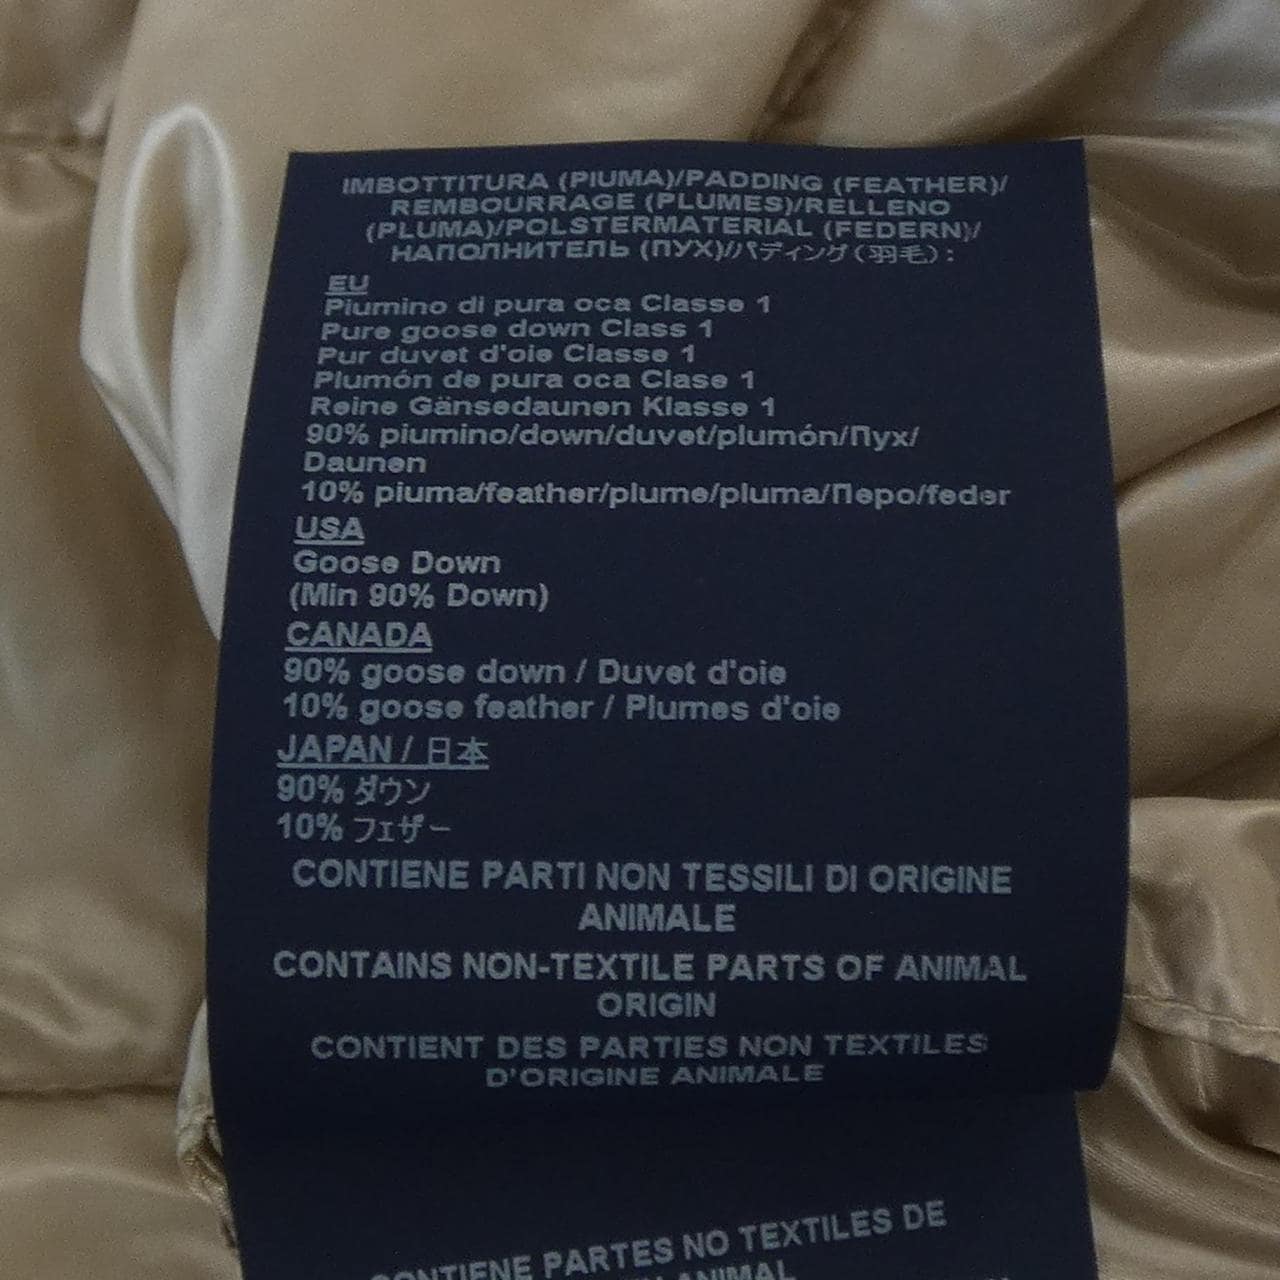 IMBOTTITURA (PIUMA)/PADDING (FEATHER)/
REMBOURRAGE (PLUMES)/RELLENO
(PLUMA)/POLSTERMATERIAL (FEDERN)/
НАПОЛНИТЕЛЬ (ПУХ)//パディング(羽毛):
EU
Piumino di pura oca Classe 1
Pure goose down Class 1
Pur duvet d'oie Classe 1
Plumón de pura oca Clase 1
Reine Gänsedaunen Klasse 1
90% piumino/down/duvet/plumón/Пух/
Daunen
10% piuma/feather/plume/pluma/Перо/feder
USA
Goose Down
(Min 90% Down)
CANADA
90% goose down / Duvet d'oie
10% goose feather / Plumes d'oie
JAPAN / 日本
90% ダウン
10% フェザー
CONTIENE PARTI NON TESSILI DI ORIGINE
ANIMALE
CONTAINS NON-TEXTILE PARTS OF ANIMAL
ORIGIN
CONTIENT DES PARTIES NON TEXTILES
D'ORIGINE ANIMALE
CONTIENE PARTES NO TEXTILES DE
ANIMAL